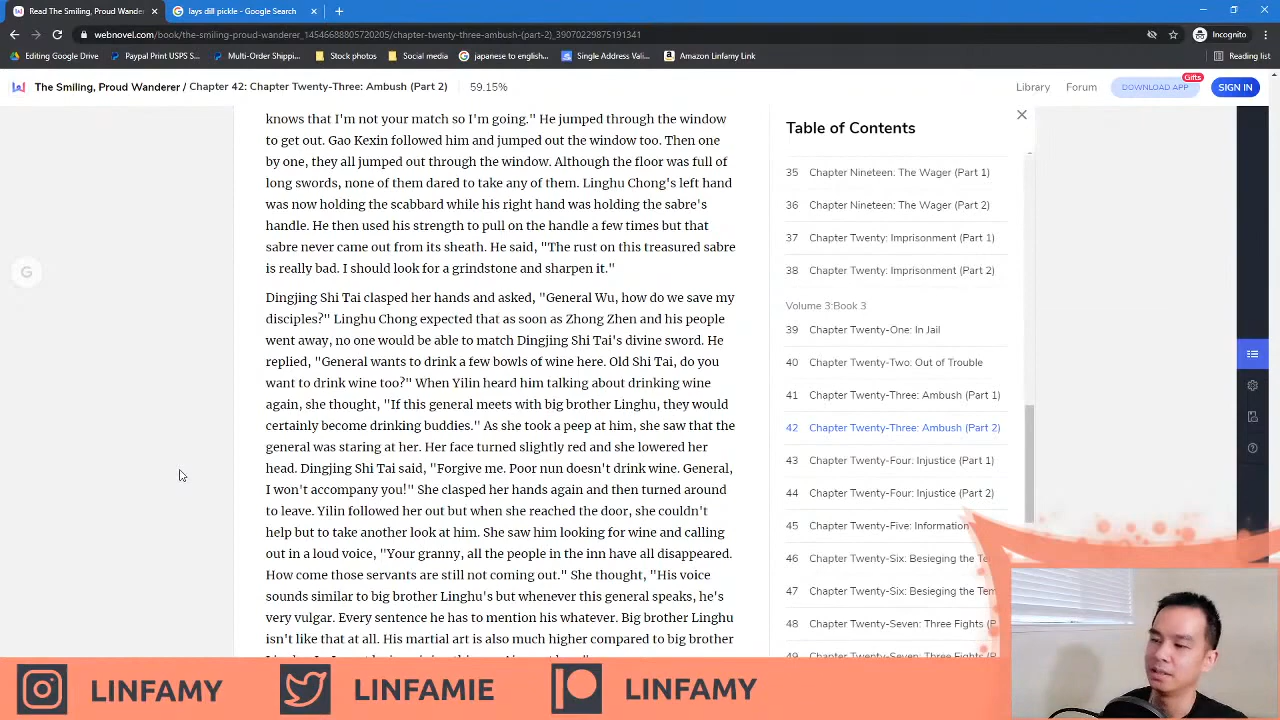 Read The Smiling, Proud Wander
lays dill pickle - Google Search
webnovel.com/book/the-smiling-proud-wanderer_14546688805720205/chapter-twenty-three-ambush-(part-2)_39070229875191341
Incognito
Editing Google Drive
Paypal Print USPS S...
Multi-Order Shippi...
Stock photos
Social media
japanese to english...
Single Address Vali...
Amazon Linfamy Link
Reading list
The Smiling, Proud Wanderer / Chapter 42: Chapter Twenty-Three: Ambush (Part 2)
59.15%
Library
Forum
DOWNLOAD APP
Gifts
SIGN IN
knows that I'm not your match so I'm going." He jumped through the window
to get out. Gao Kexin followed him and jumped out the window too. Then one
by one, they all jumped out through the window. Although the floor was full of
long swords, none of them dared to take any of them. Linghu Chong's left hand
was now holding the scabbard while his right hand was holding the sabre's
handle. He then used his strength to pull on the handle a few times but that
sabre never came out from its sheath. He said, "The rust on this treasured sabre
is really bad. I should look for a grindstone and sharpen it."
Dingjing Shi Tai clasped her hands and asked, "General Wu, how do we save my
disciples?" Linghu Chong expected that as soon as Zhong Zhen and his people
went away, no one would be able to match Dingjing Shi Tai's divine sword. He
replied, "General wants to drink a few bowls of wine here. Old Shi Tai, do you
want to drink wine too?" When Yilin heard him talking about drinking wine
again, she thought, "If this general meets with big brother Linghu, they would
certainly become drinking buddies." As she took a peep at him, she saw that the
general was staring at her. Her face turned slightly red and she lowered her
head. Dingjing Shi Tai said, "Forgive me. Poor nun doesn't drink wine. General,
I won't accompany you!" She clasped her hands again and then turned around
to leave. Yilin followed her out but when she reached the door, she couldn't
help but to take another look at him. She saw him looking for wine and calling
out in a loud voice, "Your granny, all the people in the inn have all disappeared.
How come those servants are still not coming out." She thought, "His voice
sounds similar to big brother Linghu's but whenever this general speaks, he's
very vulgar. Every sentence he has to mention his whatever. Big brother Linghu
isn't like that at all. His martial art is also much higher compared to big brother
Table of Contents
35 Chapter Nineteen: The Wager (Part 1)
36 Chapter Nineteen: The Wager (Part 2)
37 Chapter Twenty: Imprisonment (Part 1)
38 Chapter Twenty: Imprisonment (Part 2)
Volume 3:Book 3
39 Chapter Twenty-One: In Jail
40 Chapter Twenty-Two: Out of Trouble
41 Chapter Twenty-Three: Ambush (Part 1)
42 Chapter Twenty-Three: Ambush (Part 2)
43 Chapter Twenty-Four: Injustice (Part 1)
44 Chapter Twenty-Four: Injustice (Part 2)
45 Chapter Twenty-Five: Information
46 Chapter Twenty-Six: Besieging the Te
47 Chapter Twenty-Six: Besieging the Tem
48 Chapter Twenty-Seven: Three Fights (P
49 Chapter Twenty-Seven: Three Fights (P
LINFAMY
LINFAMIE
LINFAMY